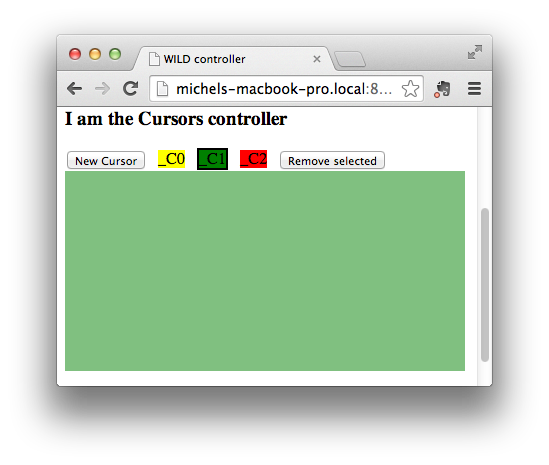 WILD controller
michels-macbook-pro.local:8...
I am the Cursors controller
New Cursor _C0 _C1 _C2 Remove selected